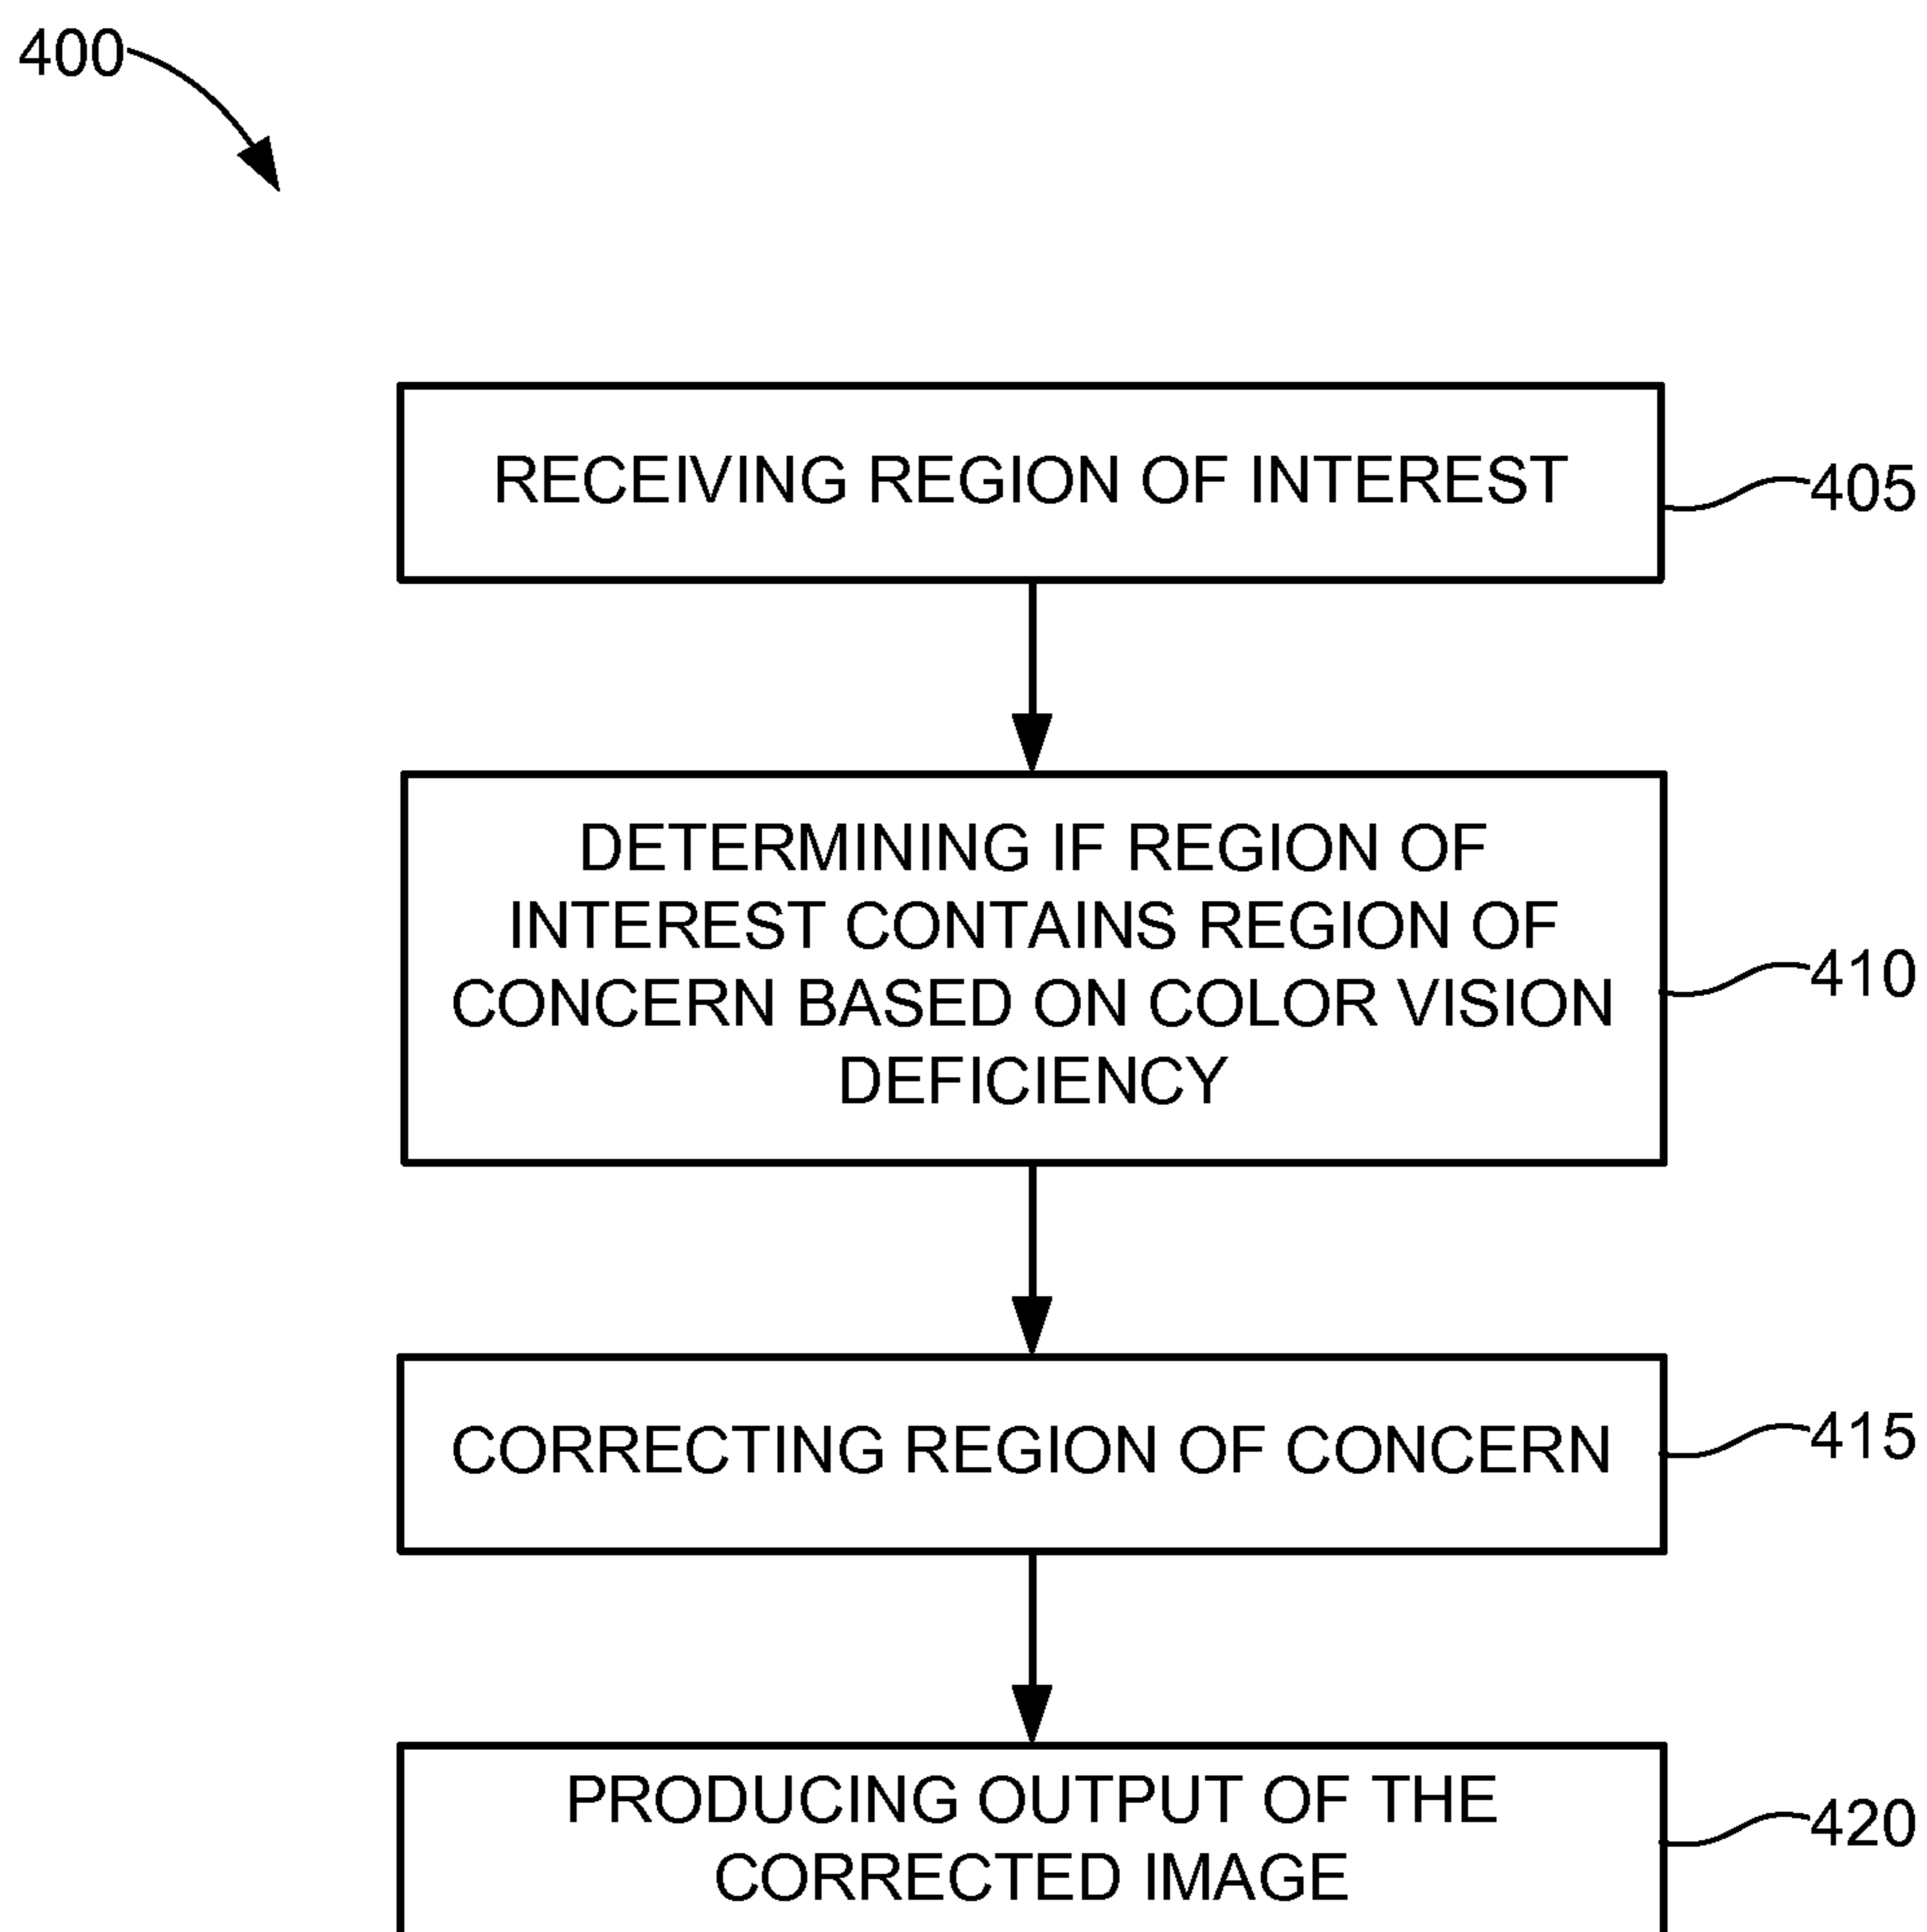 400
RECEIVING REGION OF INTEREST
405
DETERMINING IF REGION OF
INTEREST CONTAINS REGION OF
CONCERN BASED ON COLOR VISION
DEFICIENCY
410
CORRECTING REGION OF CONCERN
415
PRODUCING OUTPUT OF THE
CORRECTED IMAGE
420